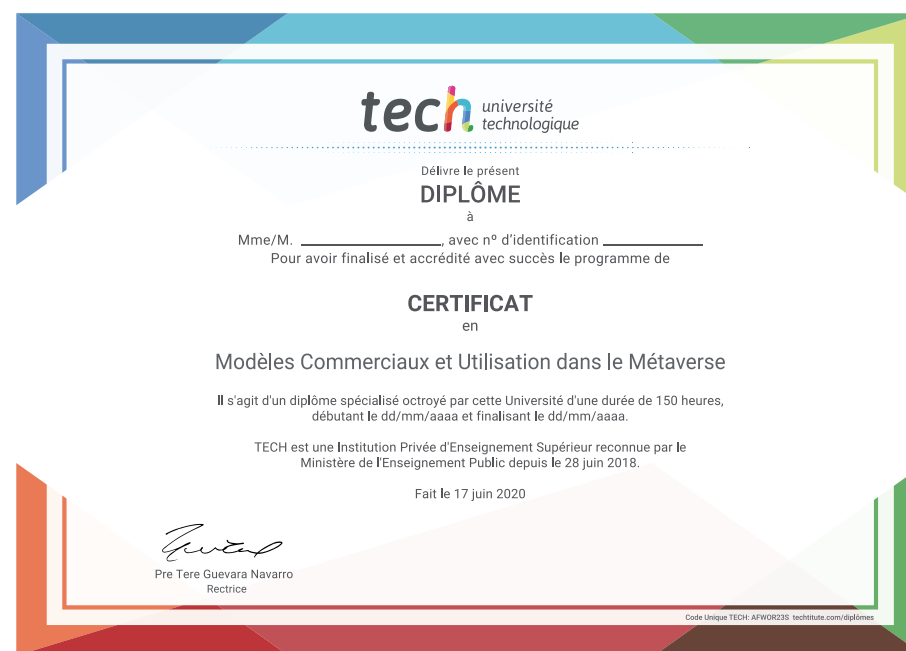 tech université
technologique
Délivre le présent
DIPLÔME
à
Mme/M. ____________________, avec nº d'identification ______________
Pour avoir finalisé et accrédité avec succès le programme de
CERTIFICAT
en
Modèles Commerciaux et Utilisation dans le Métaverse
Il s'agit d'un diplôme spécialisé octroyé par cette Université d'une durée de 150 heures,
débutant le dd/mm/aaaa et finalisant le dd/mm/aaaa.
TECH est une Institution Privée d'Enseignement Supérieur reconnue par le
Ministère de l'Enseignement Public depuis le 28 juin 2018.
Fait le 17 juin 2020
Pre Tere Guevara Navarro
Rectrice
Code Unique TECH: AFWOR23S techtitute.com/diplômes